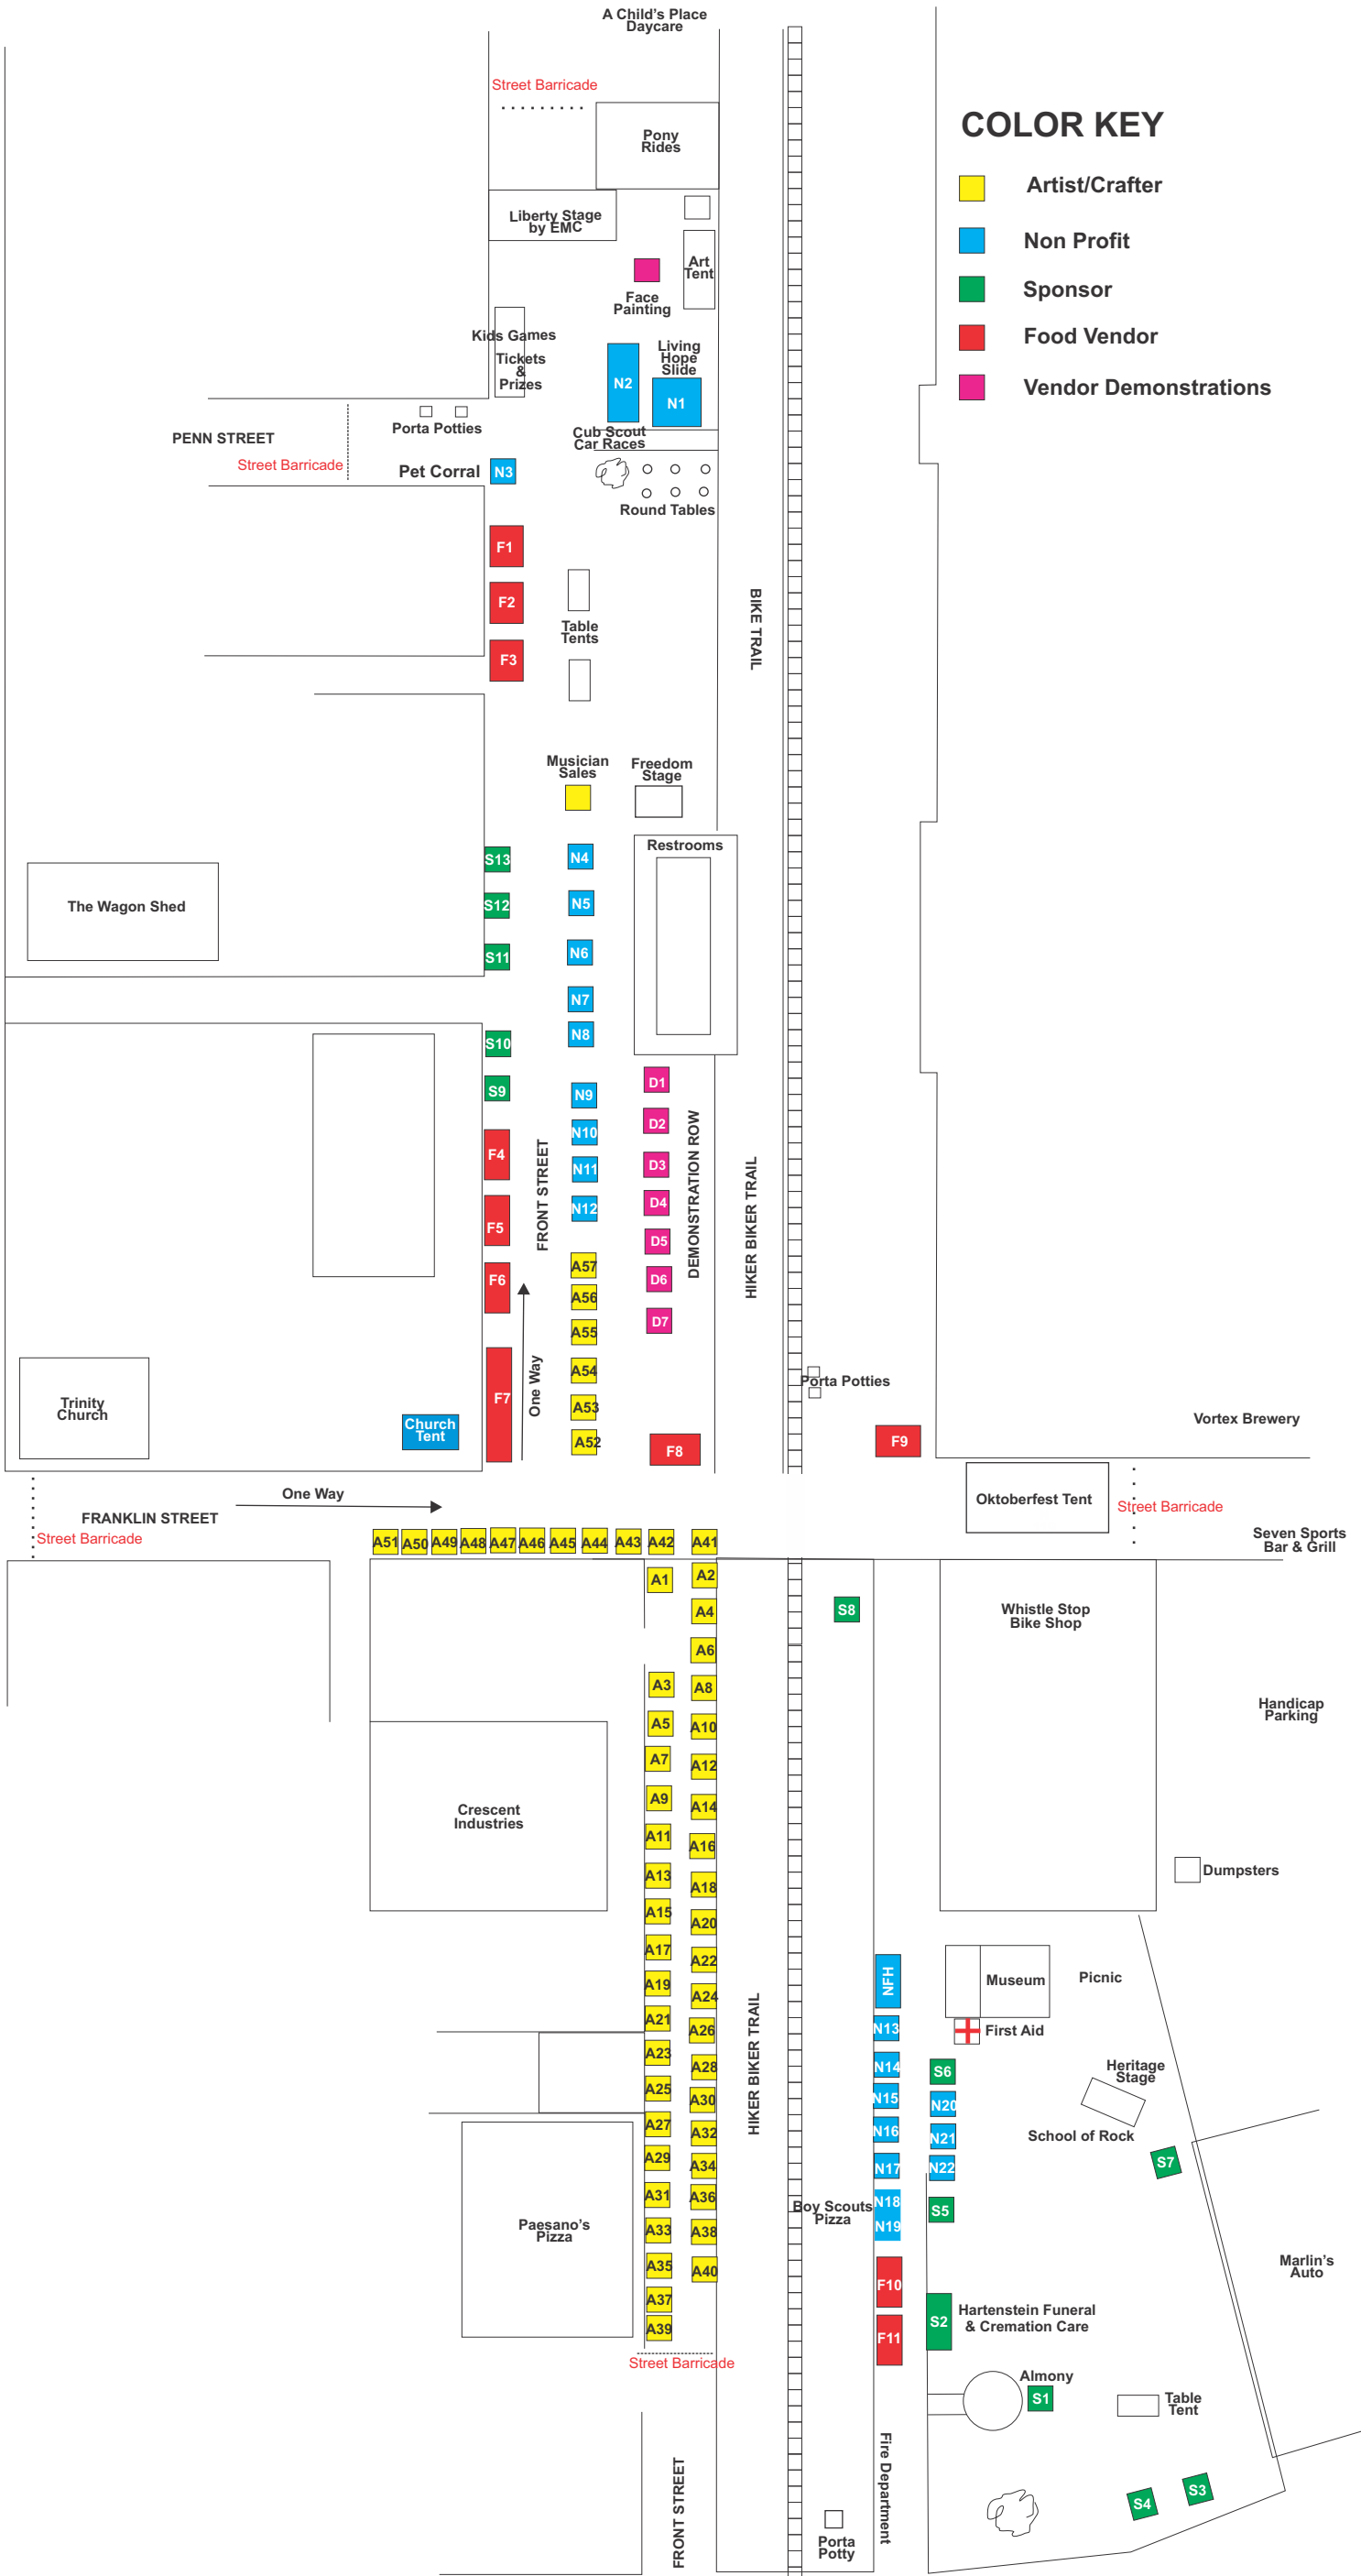 A Child's Place
Daycare
Street Barricade
COLOR KEY
Artist/Crafter
Non Profit
Sponsor
Food Vendor
Vendor Demonstrations
Pony
Rides
Liberty Stage
by EMC
Art
Tent
Face
Painting
Kids Games
Tickets
&
Prizes
Living
Hope
Slide
N2
N1
Porta Potties
Cub Scout
Car Races
PENN STREET
Street Barricade
Pet Corral
N3
Round Tables
F1
F2
F3
Table
Tents
BIKE TRAIL
Musician
Sales
Freedom
Stage
Restrooms
S13
N4
The Wagon Shed
S12
N5
S11
N6
N7
S10
N8
S9
N9
D1
F4
N10
D2
N11
D3
F5
N12
D4
FRONT STREET
DEMONSTRATION ROW
HIKER BIKER TRAIL
D5
F6
A57
D6
A56
A55
D7
One Way
A54
Porta Potties
F7
A53
Trinity
Church
Church
Tent
A52
F8
F9
Vortex Brewery
One Way
FRANKLIN STREET
Street Barricade
Oktoberfest Tent
Street Barricade
Seven Sports
Bar & Grill
A51
A50
A49
A48
A47
A46
A45
A44
A43
A42
A41
A1
A2
A4
S8
Whistle Stop
Bike Shop
A6
A3
A8
Handicap
Parking
A5
A10
A7
A12
A9
A14
Crescent
Industries
A11
A16
A13
A18
Dumpsters
A15
A20
A17
A22
A19
A24
A21
A26
A23
A28
A25
A30
A27
A32
A29
A34
A31
A36
A33
A38
A35
A40
A37
A39
HIKER BIKER TRAIL
NFH
Museum
Picnic
N13
First Aid
N14
S6
Heritage
Stage
N15
N20
N16
N21
School of Rock
N17
N22
S7
Boy Scouts
Pizza
N18
N19
S5
Paesano's
Pizza
Marlin's
Auto
F10
S2
Hartenstein Funeral
& Cremation Care
F11
Street Barricade
Almony
S1
Table
Tent
FRONT STREET
Fire Department
S3
S4
Porta
Potty